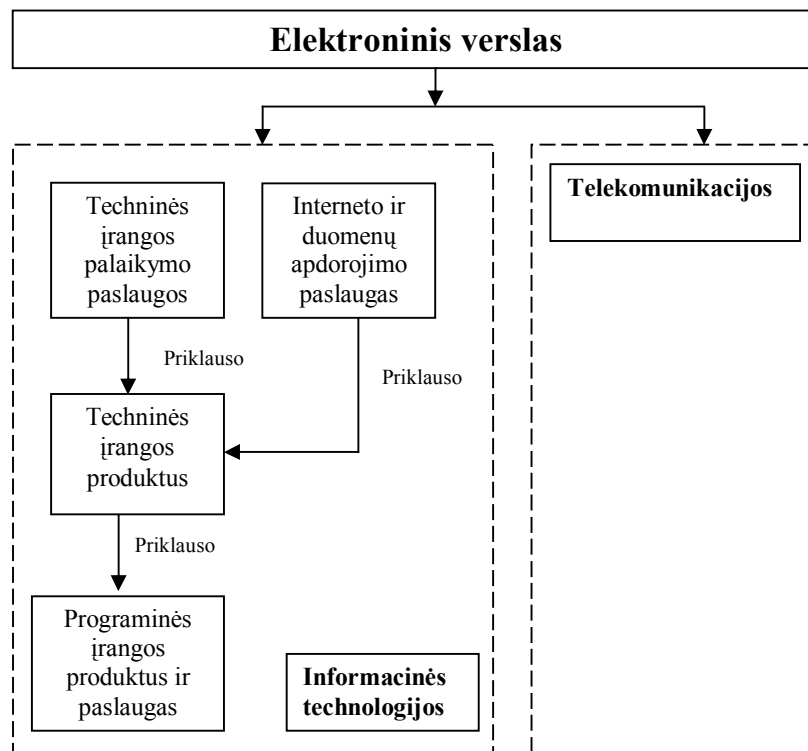 Elektroninis verslas
Techninės
įrangos
palaikymo
paslaugos
Interneto ir
duomenų
apdorojimo
paslaugas
Telekomunikacijos
Priklauso
Priklauso
Techninės
įrangos
produktus
Priklauso
Programinės
įrangos
produktus ir
paslaugas
Informacinės
technologijos